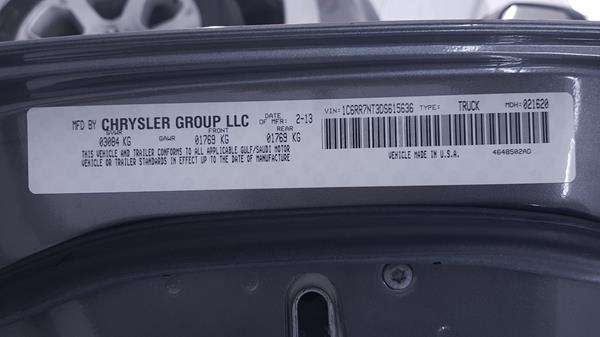 MFD BY CHRYSLER GROUP LLC DATE OF MFR: 2-13 VIN: 1C6RR7NT3DS615636 TYPE: TRUCK MDH: 021620
GVWR GAWR FRONT REAR
03084 KG 01769 KG 01769 KG
THIS VEHICLE AND TRAILER CONFORMS TO ALL APPLICABLE GULF/SAUDI MOTOR
VEHICLE OR TRAILER STANDARDS IN EFFECT UP TO THE DATE OF MANUFACTURE
VEHICLE MADE IN U.S.A. 4648502AD